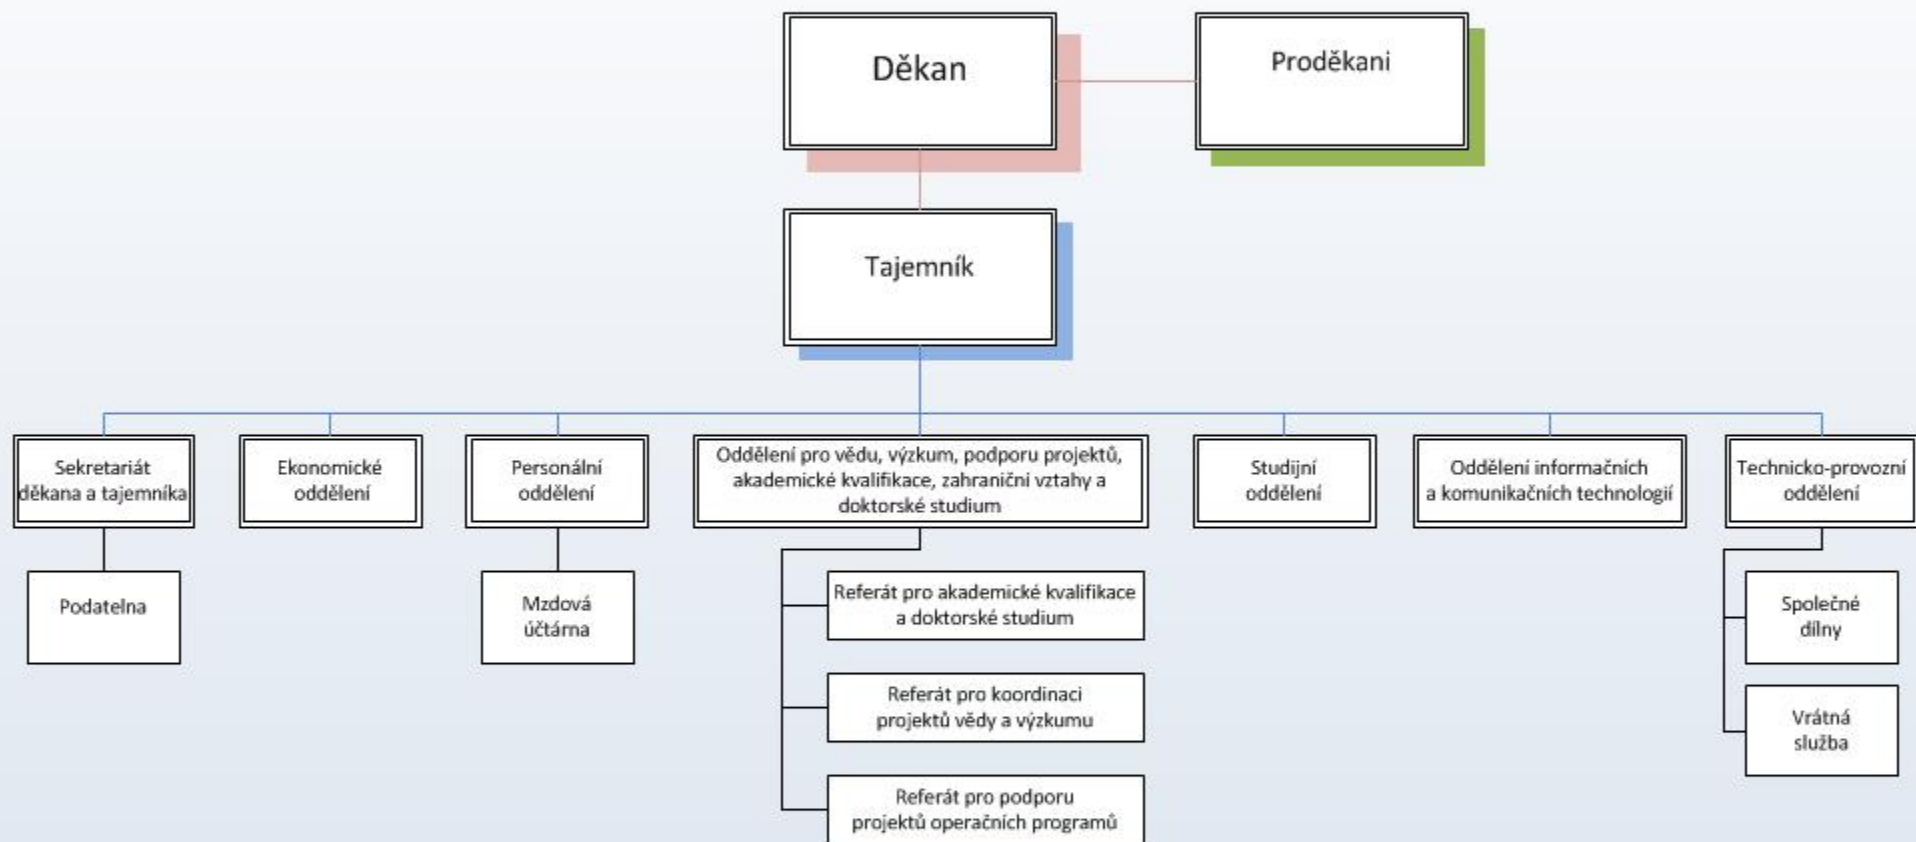 Děkan
Proděkani
Tajemník
Sekretariát
děkana a tajemníka
Ekonomické
oddělení
Personální
oddělení
Oddělení pro vědu, výzkum, podporu projektů,
akademické kvalifikace, zahraniční vztahy a
doktorské studium
Studijní
oddělení
Oddělení informačních
a komunikačních technologií
Technicko-provozní
oddělení
Podatelna
Mzdová
účtárna
Referát pro akademické kvalifikace
a doktorské studium
Referát pro koordinaci
projektů vědy a výzkumu
Referát pro podporu
projektů operačních programů
Společné
dílny
Vrátná
služba